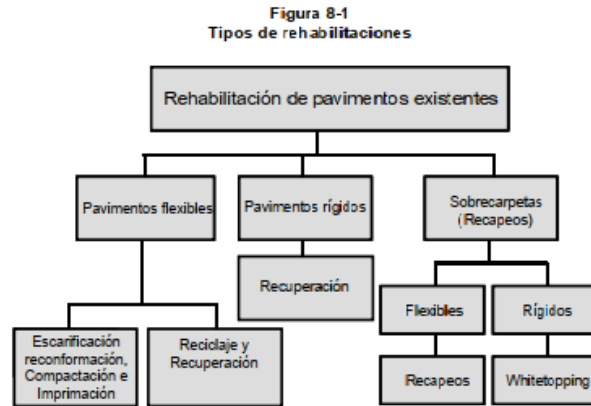 Figura 8-1
Tipos de rehabilitaciones
Rehabilitación de pavimentos existentes
Pavimentos flexibles
Pavimentos rígidos
Sobrecarpetas
(Recapeos)
Recuperación
Flexibles
Rígidos
Escarificación
reconformación,
Compactación e
Imprimación
Reciclaje y
Recuperación
Recapeos
Whitetopping